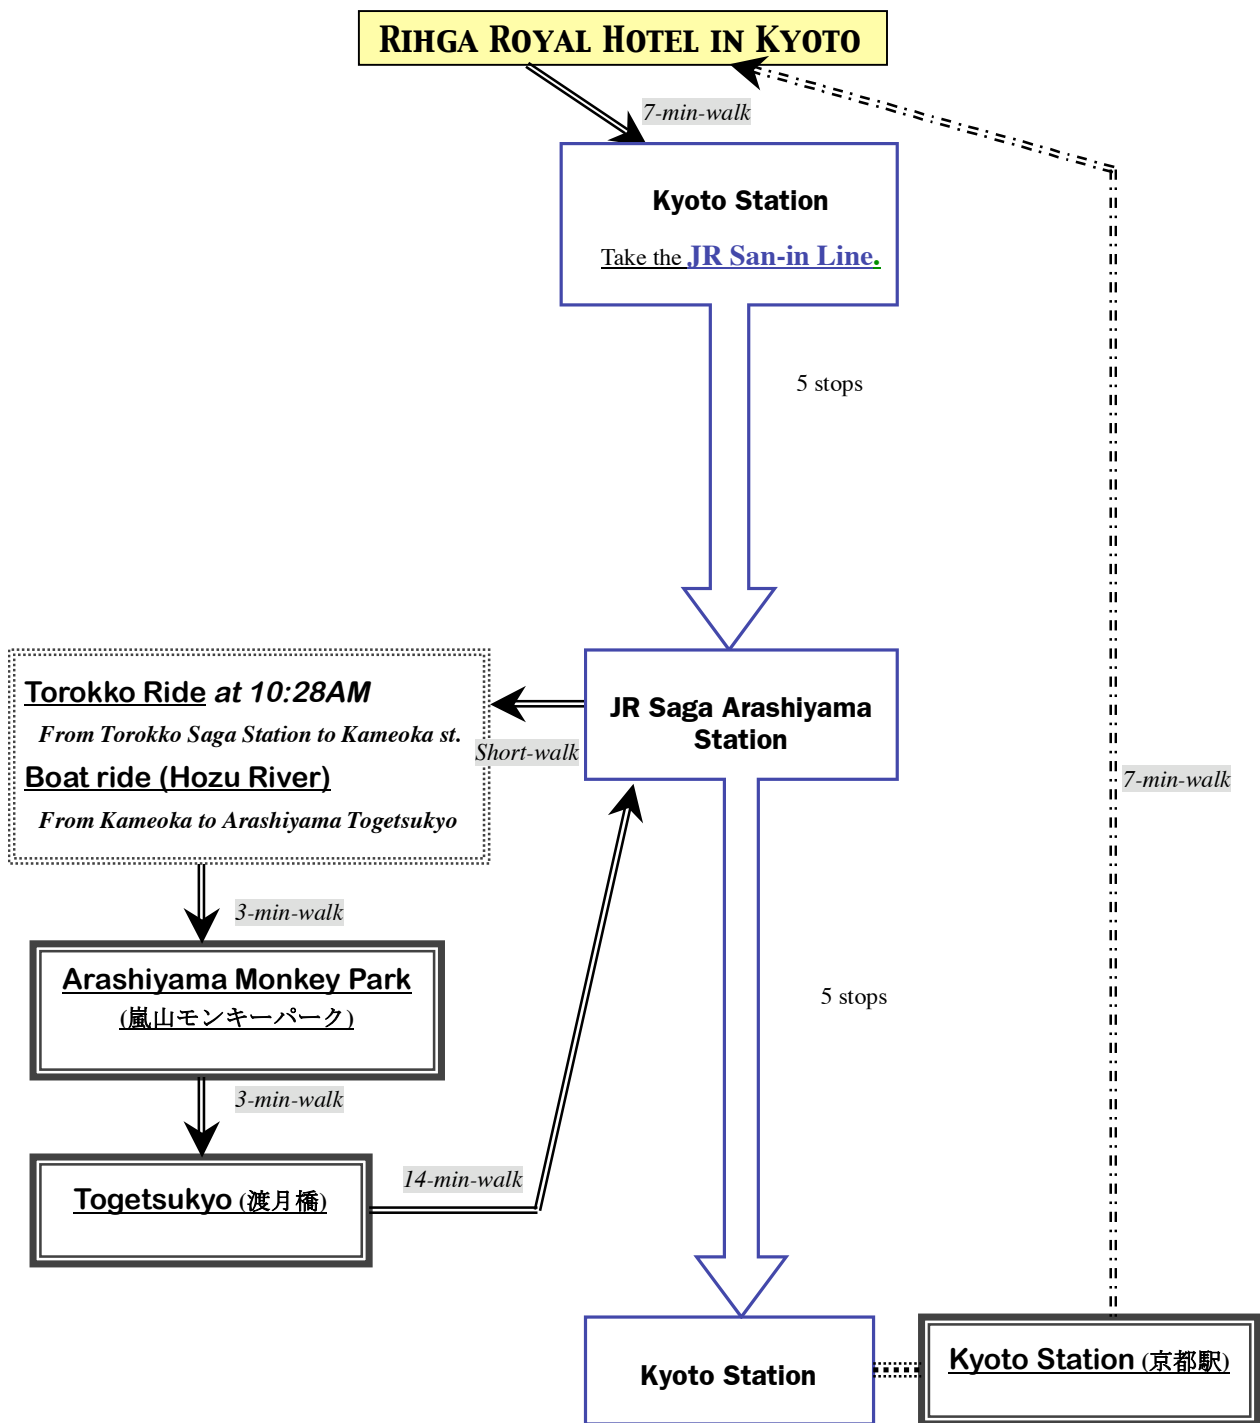 RIHGA ROYAL HOTEL IN KYOTO
7-min-walk
Kyoto Station
Take the JR San-in Line.
5 stops
Torokko Ride at 10:28AM
From Torokko Saga Station to Kameoka st.
Boat ride (Hozu River)
From Kameoka to Arashiyama Togetsukyo
Short-walk
JR Saga Arashiyama
Station
7-min-walk
3-min-walk
Arashiyama Monkey Park
(嵐山モンキーパーク)
5 stops
3-min-walk
Togetsukyo (渡月橋)
14-min-walk
Kyoto Station
Kyoto Station (京都駅)